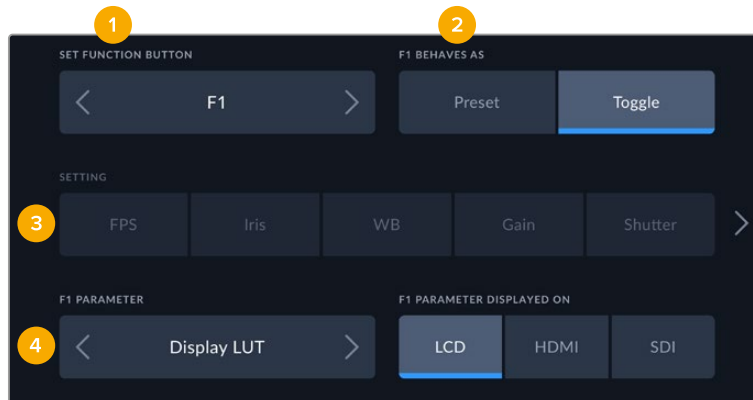 1
2
SET FUNCTION BUTTON
F1 BEHAVES AS
F1
Preset
Toggle
SETTING
3
FPS
Iris
WB
Gain
Shutter
F1 PARAMETER
F1 PARAMETER DISPLAYED ON
4
Display LUT
LCD
HDMI
SDI